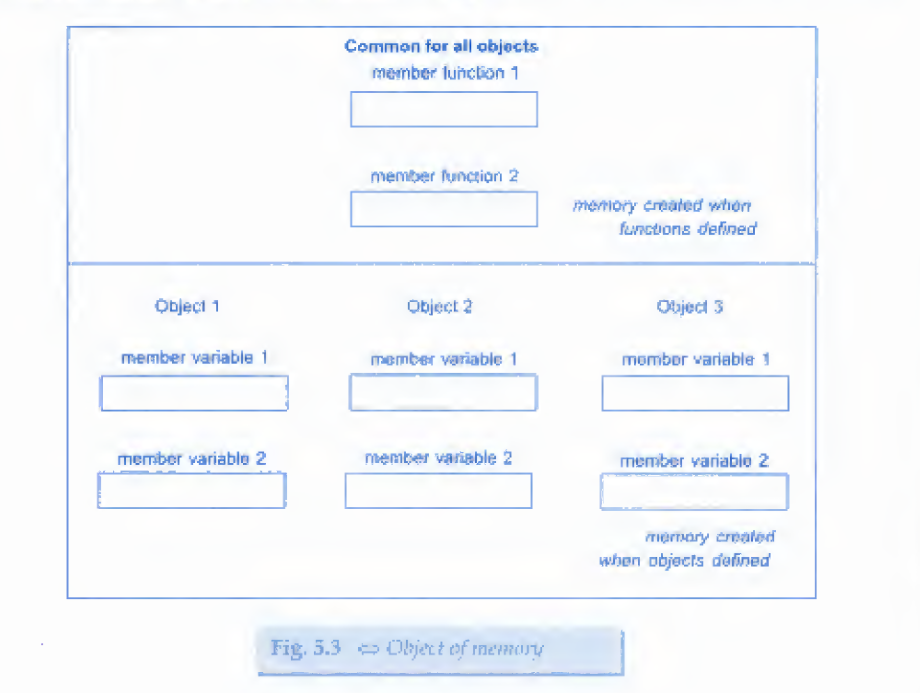 Common for all objects
member function 1
member function 2
memory created when
functions defined
Object 1 Object 2 Object 3
member variable 1 member variable 1 member variable 1
member variable 2 member variable 2 member variable 2
memory created
when objects defined
Fig. 5.3 ⇔ Object of memory